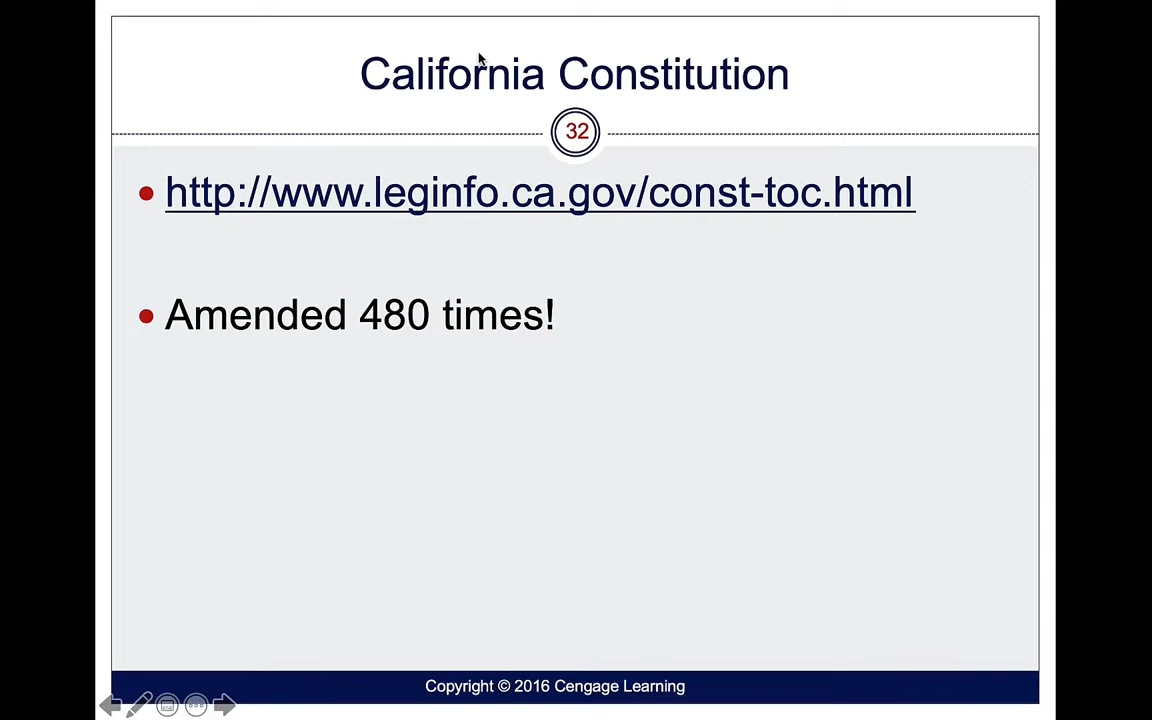 California Constitution
32
http://www.leginfo.ca.gov/const-toc.html
Amended 480 times!
Copyright © 2016 Cengage Learning